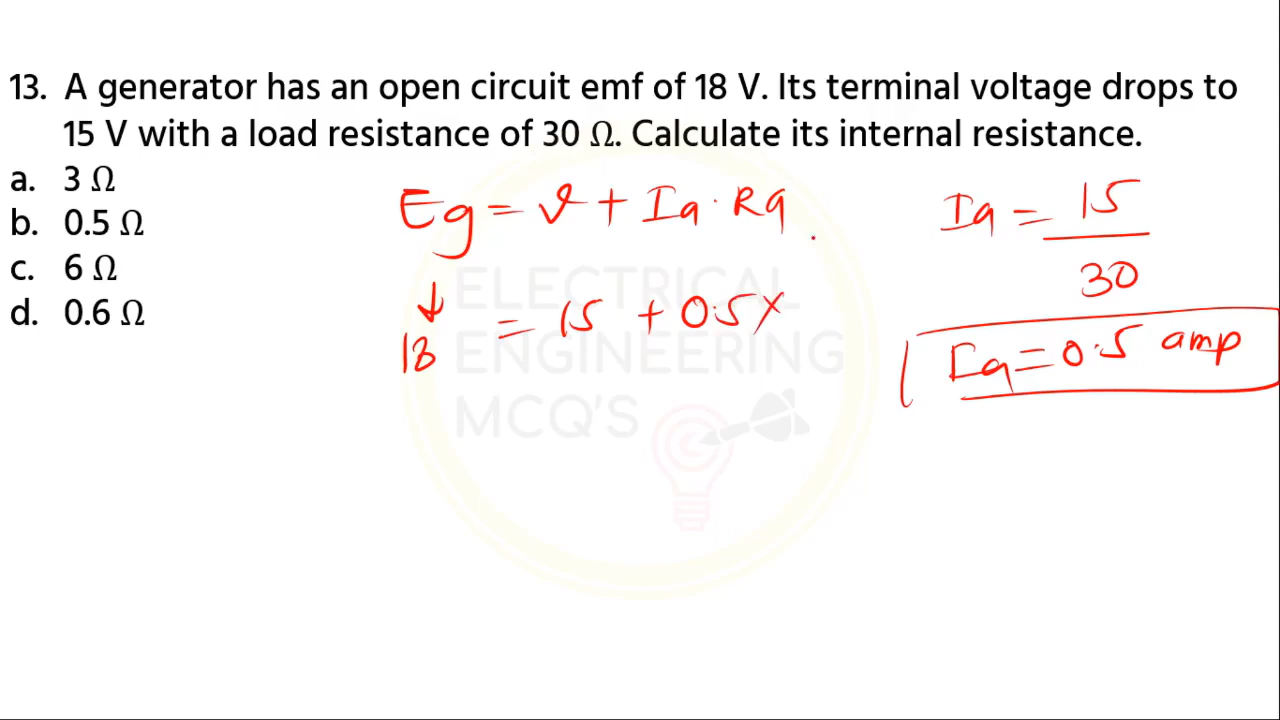 13. A generator has an open circuit emf of 18 V. Its terminal voltage drops to
15 V with a load resistance of 30 Ω. Calculate its internal resistance.
a. 3 Ω
b. 0.5 Ω
c. 6 Ω
d. 0.6 Ω
Eg = V + Ia · Ra
Ia = 15
30
↓ = 15 + 0.5 ×
18
Ia = 0.5 amp
ELECTRICAL
ENGINEERING
MCQ'S